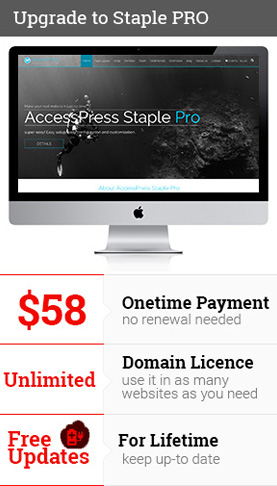 Upgrade to Staple PRO
AccessPress Staple Pro
DETAILS
About AccessPress Staple Pro
$58
Onetime Payment
no renewal needed
Unlimited
Domain Licence
use it in as many
websites as you need
Free
Updates
For Lifetime
keep up-to date